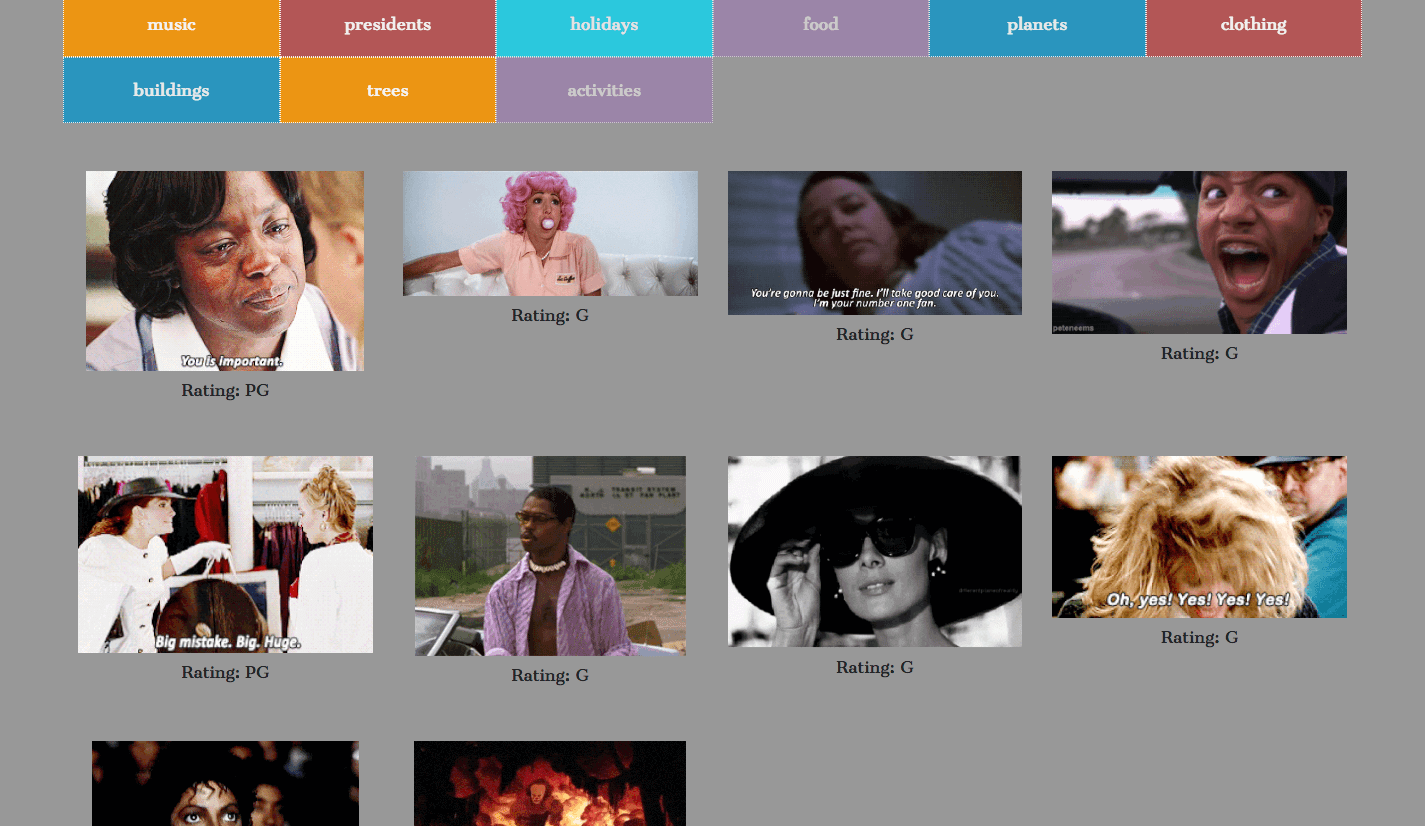 music
presidents
holidays
food
planets
clothing
buildings
trees
activities
You is important.
Rating: PG
Rating: G
You're gonna be just fine. I'll take good care of you.
I'm your number one fan.
Rating: G
peteneems
Rating: G
Big mistake. Big. Huge.
Rating: PG
TRANSIT SYSTEM
Rating: G
Rating: G
Oh, yes! Yes! Yes! Yes!
Rating: G